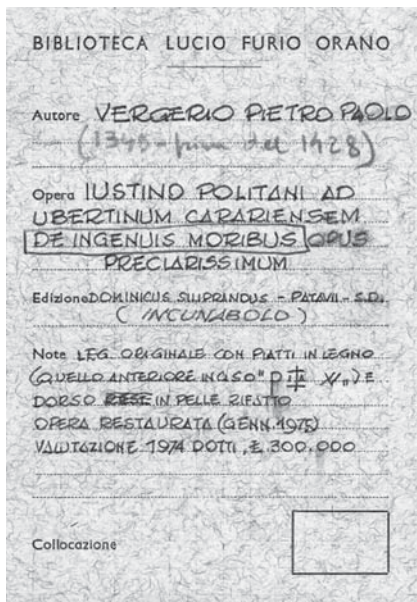 BIBLIOTECA LUCIO FURIO ORANO
Autore VERGERIO PIETRO PAOLO
(1349-prima del 1428)
Opera IUSTINO POLITANI AD
UBERTINUM CARARIENSEM
DE INGENUIS MORIBUS OPUS
PRECLARISSIMUM
Edizione DOMINICUS SILIPRANDUS - PATAVII - S.D.
(INCUNABOLO)
Note LEG. ORIGINALE CON PIATTI IN LEGNO
(QUELLO ANTERIORE INCISO "P
E
DORSO IN PELLE RIFATTO
OPERA RESTAURATA (GENN. 1975)
VALUTAZIONE 1974 DOTTI, £. 300.000
Collocazione